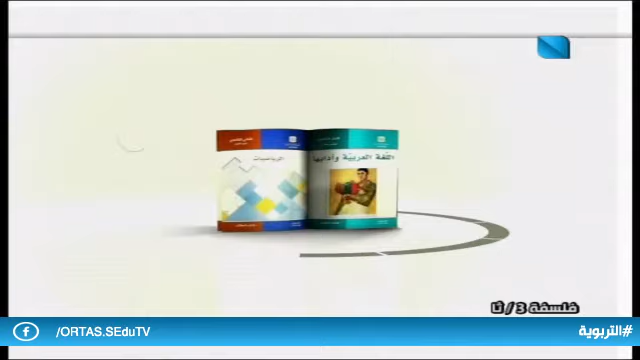 الرياضيات
اللغة العربية وآدابها
فلسفة 3/ ثا
/ORTAS.SEduTV
#التربوية